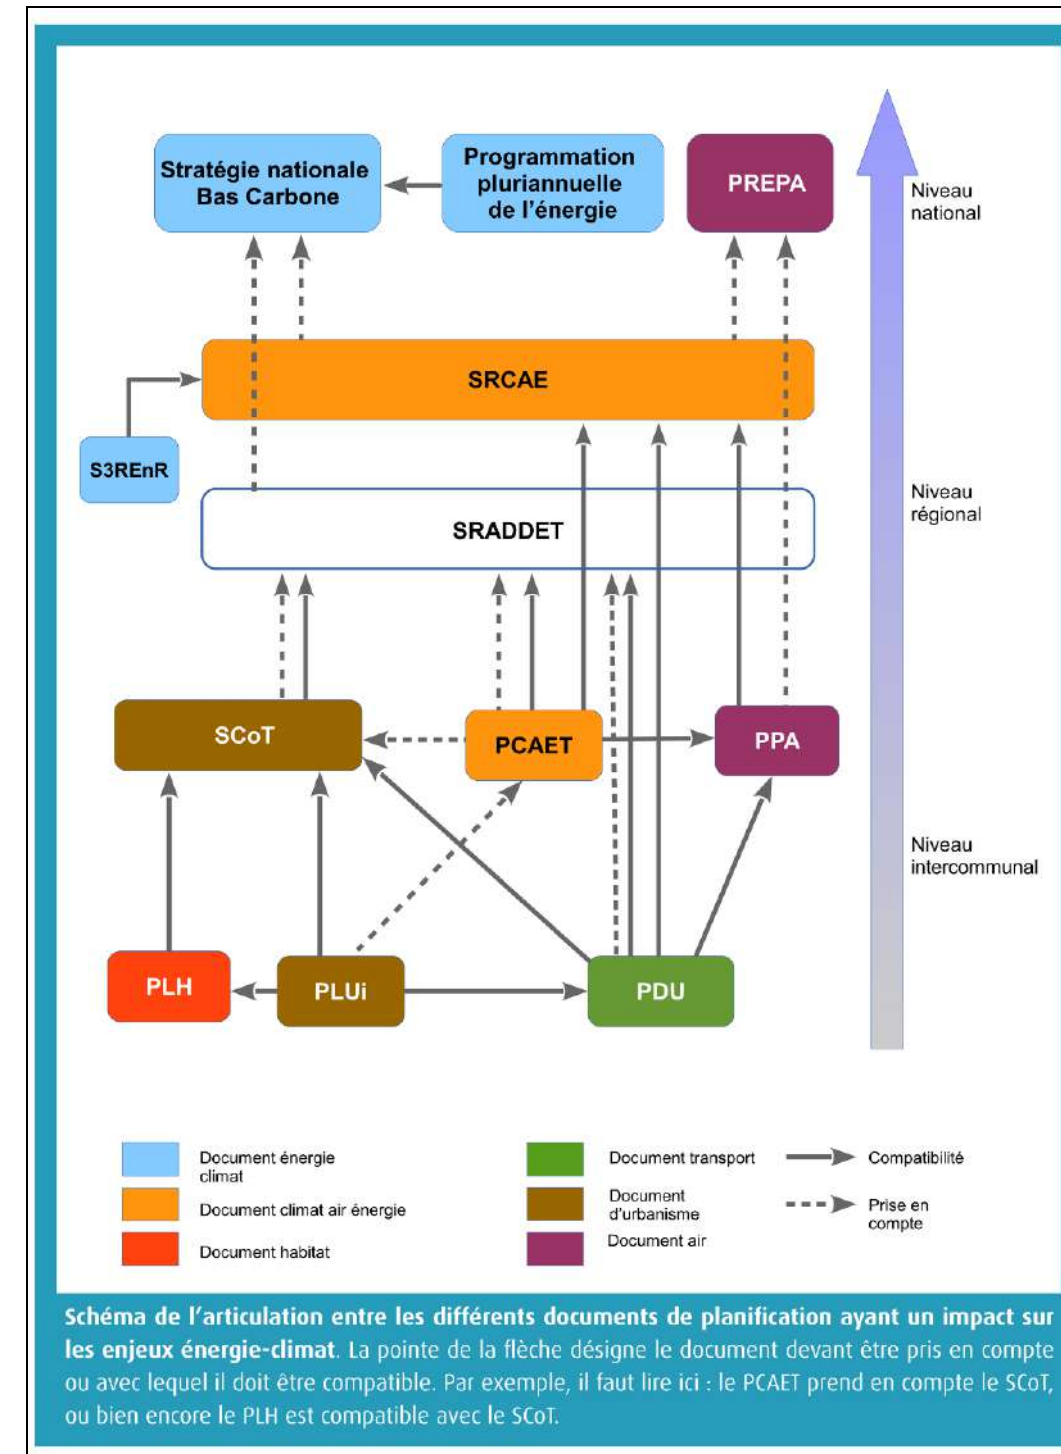 Stratégie nationale
Bas Carbone
Programmation
pluriannuelle
de l'énergie
PREPA
Niveau
national
SRCAE
S3REnR
SRADDET
Niveau
régional
SCoT
PCAET
PPA
Niveau
intercommunal
PLH
PLUi
PDU
Document énergie
climat
Document climat air énergie
Document habitat
Document transport
Document
d'urbanisme
Document air
Compatibilité
Prise en
compte
Schéma de l'articulation entre les différents documents de planification ayant un impact sur
les enjeux énergie-climat. La pointe de la flèche désigne le document devant être pris en compte
ou avec lequel il doit être compatible. Par exemple, il faut lire ici : le PCAET prend en compte le SCoT,
ou bien encore le PLH est compatible avec le SCoT.